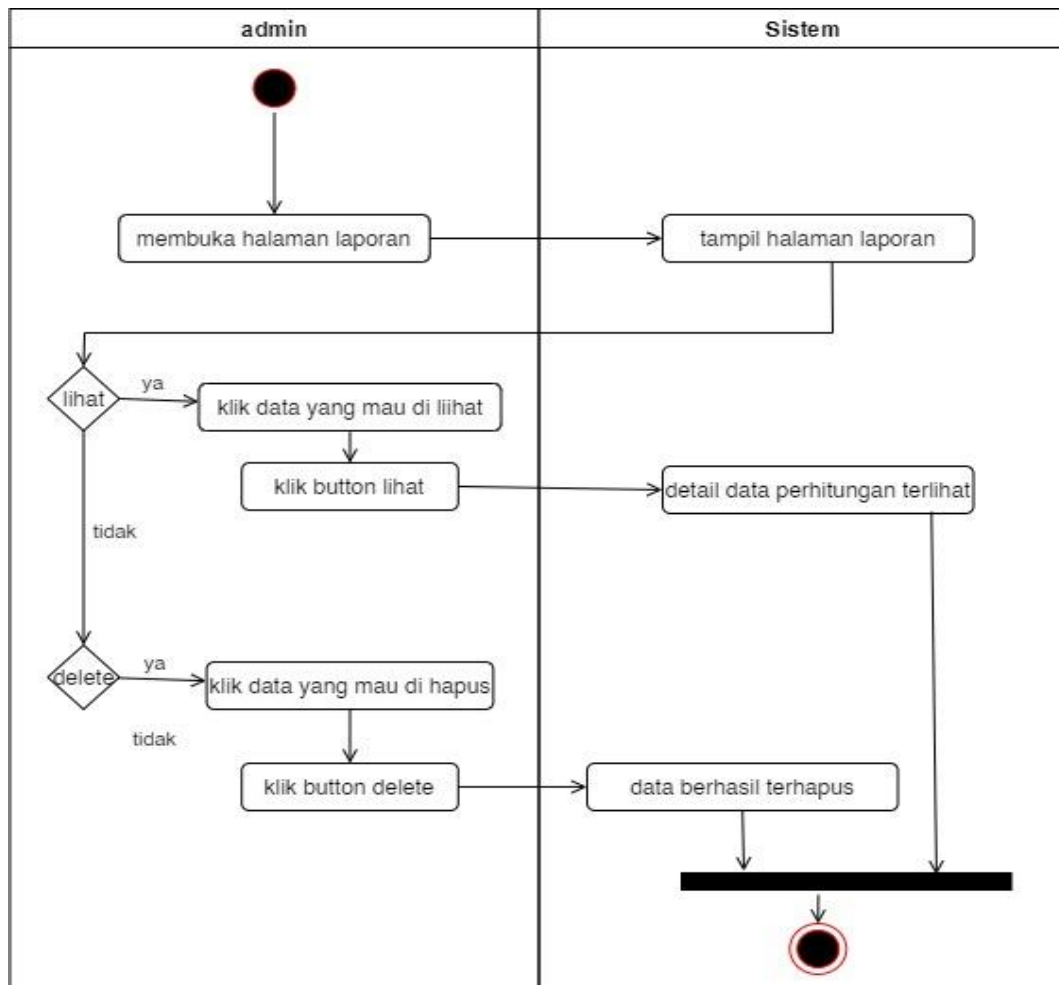 admin
Sistem
membuka halaman laporan
tampil halaman laporan
lihat
ya
klik data yang mau di liihat
klik button lihat
detail data perhitungan terlihat
tidak
delete
ya
klik data yang mau di hapus
tidak
klik button delete
data berhasil terhapus